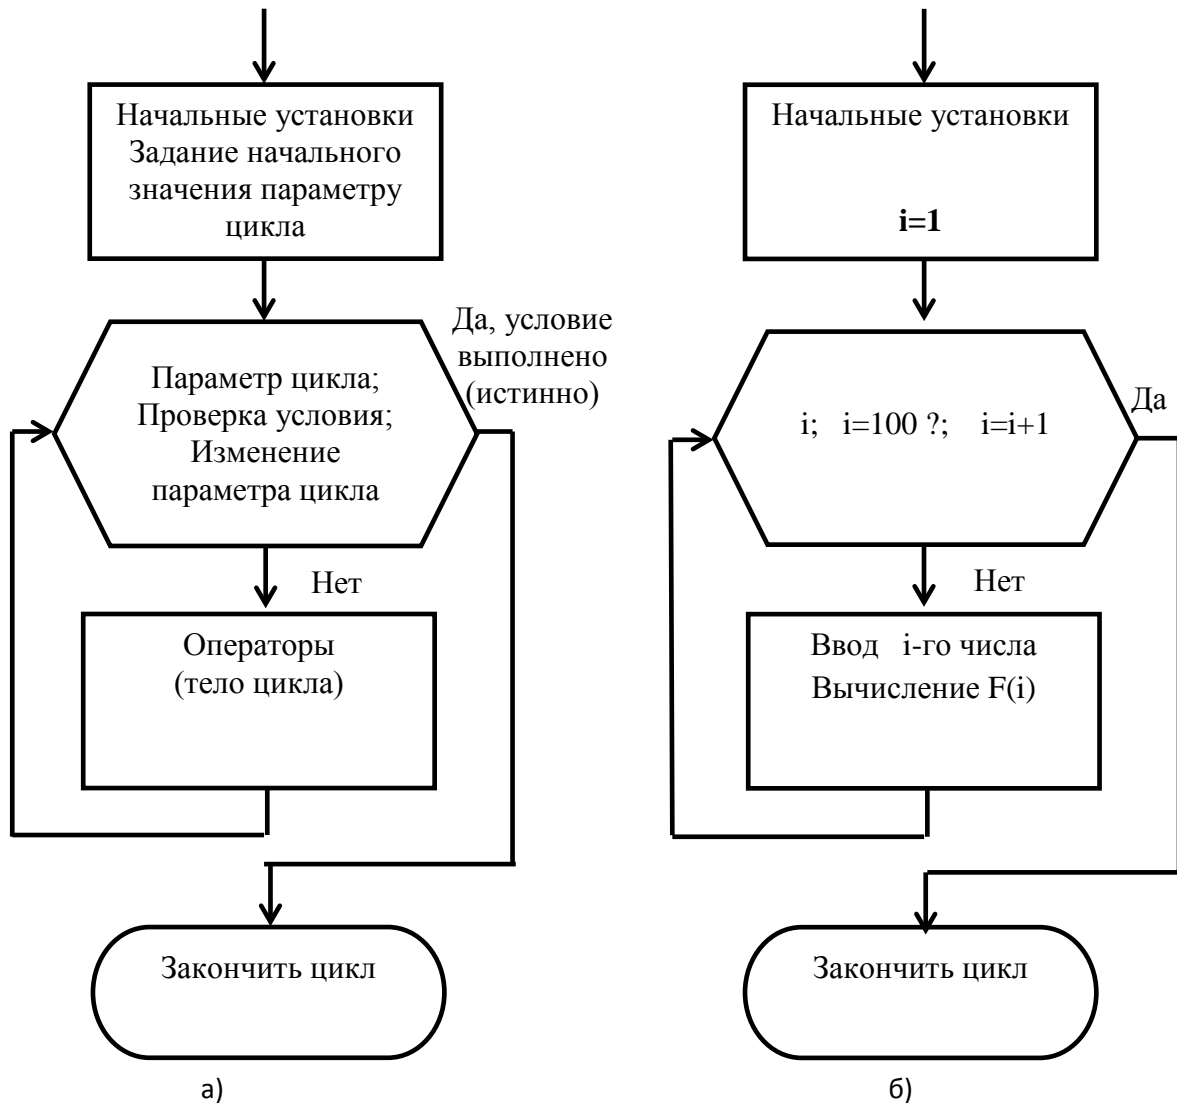 Начальные установки
Задание начального
значения параметру
цикла
Да, условие
выполнено
(истинно)
Параметр цикла;
Проверка условия;
Изменение
параметра цикла
Нет
Операторы
(тело цикла)
Закончить цикл
а)
Начальные установки
i=1
Да
i; i=100 ?; i=i+1
Нет
Ввод i-го числа
Вычисление F(i)
Закончить цикл
б)